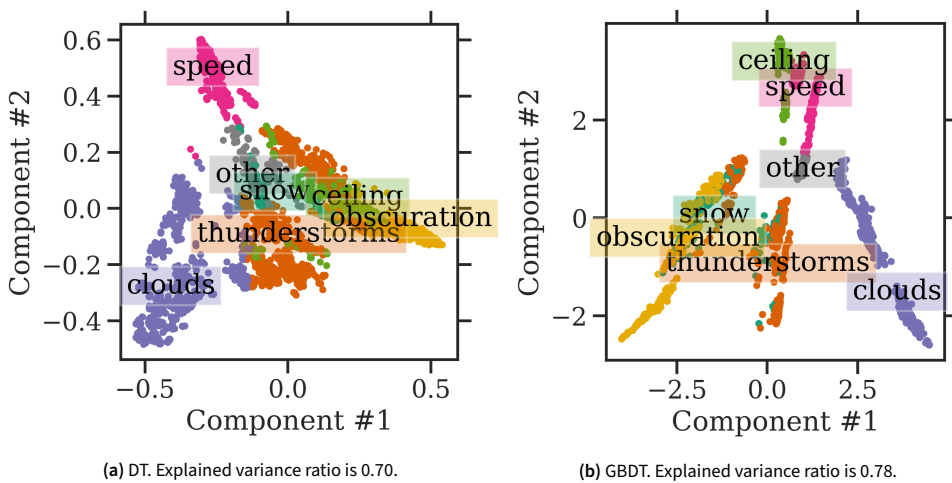 0.6
0.4
0.2
0.0
−0.2
−0.4
Component #2
speed
other
snow
ceiling
obscuration
thunderstorms
clouds
−0.5
0.0
0.5
Component #1
(a) DT. Explained variance ratio is 0.70.
2
0
−2
Component #2
ceiling
speed
other
snow
obscuration
thunderstorms
clouds
−2.5
0.0
2.5
Component #1
(b) GBDT. Explained variance ratio is 0.78.